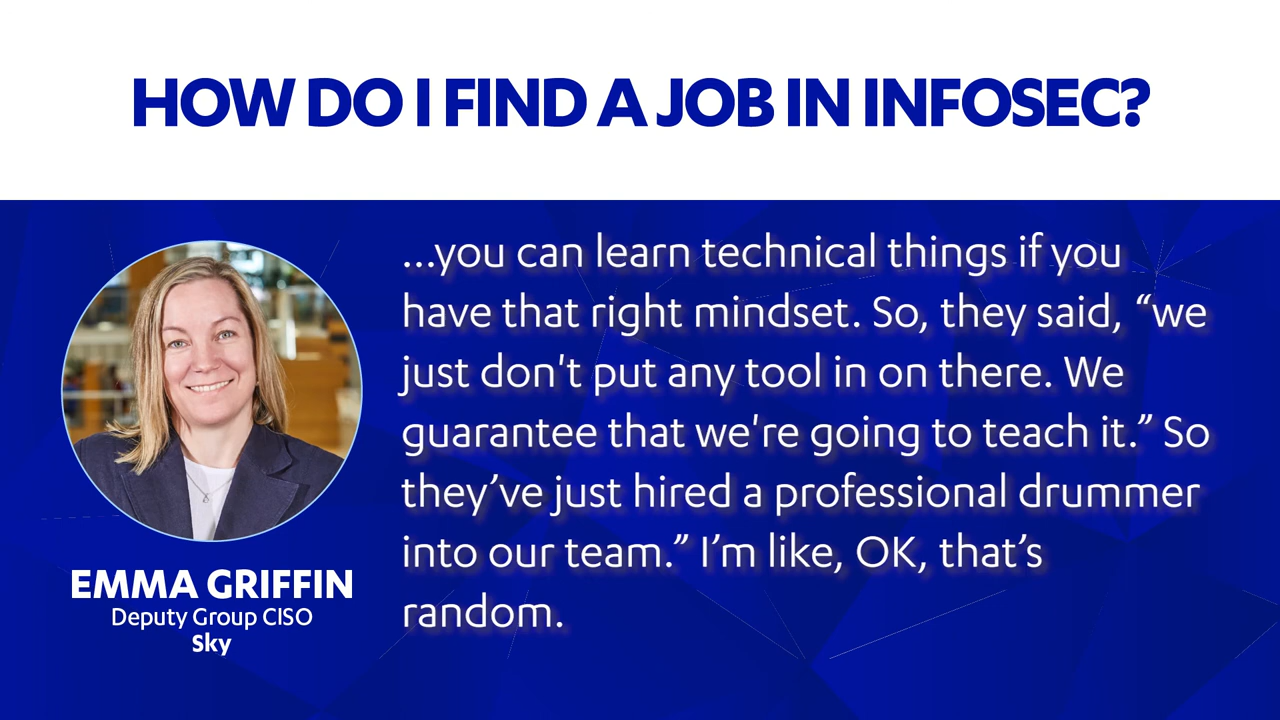 HOW DO I FIND A JOB IN INFOSEC?
...you can learn technical things if you
have that right mindset. So, they said, “we
just don't put any tool in on there. We
guarantee that we're going to teach it.” So
they’ve just hired a professional drummer
into our team.” I’m like, OK, that’s
random.
EMMA GRIFFIN
Deputy Group CISO
Sky